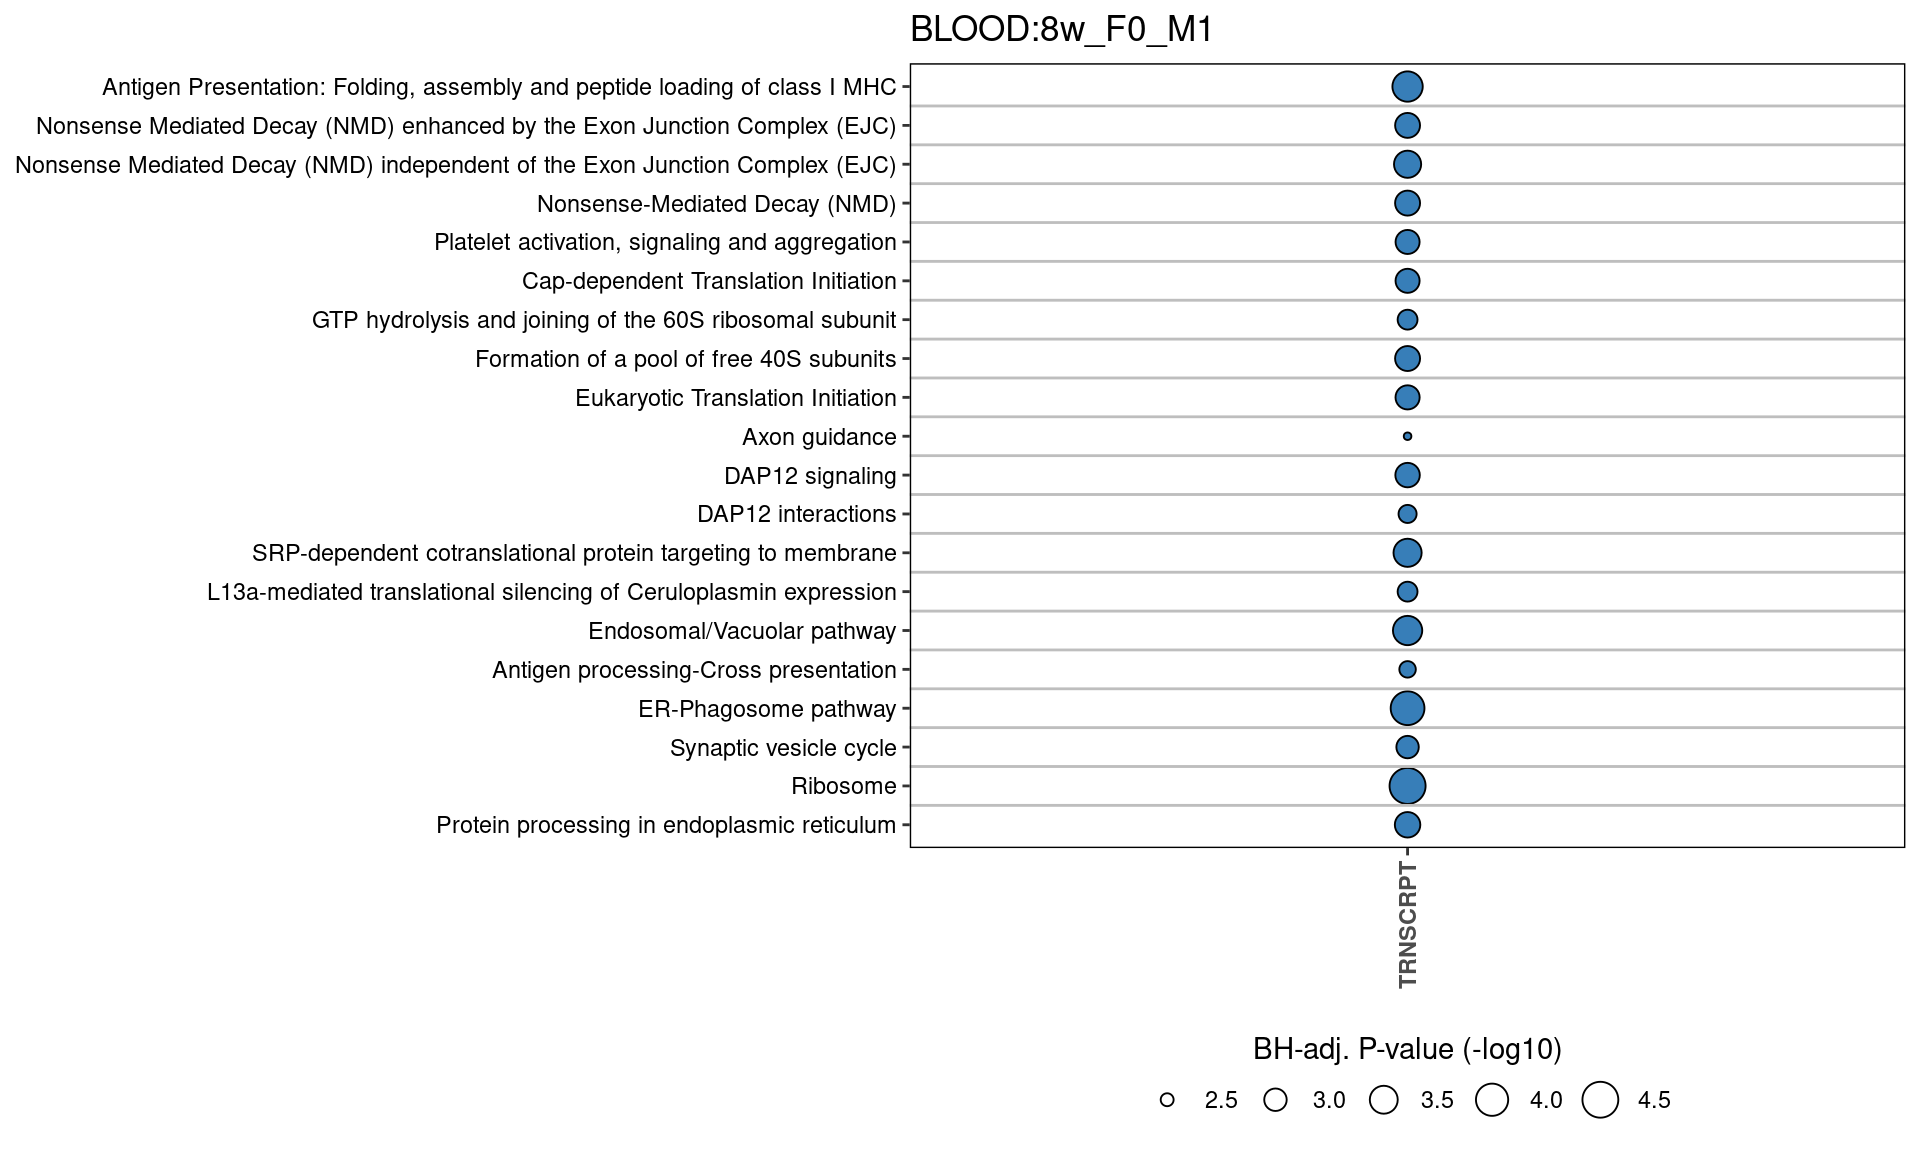 BLOOD:8w_F0_M1
Antigen Presentation: Folding, assembly and peptide loading of class I MHC
Nonsense Mediated Decay (NMD) enhanced by the Exon Junction Complex (EJC)
Nonsense Mediated Decay (NMD) independent of the Exon Junction Complex (EJC)
Nonsense-Mediated Decay (NMD)
Platelet activation, signaling and aggregation
Cap-dependent Translation Initiation
GTP hydrolysis and joining of the 60S ribosomal subunit
Formation of a pool of free 40S subunits
Eukaryotic Translation Initiation
Axon guidance
DAP12 signaling
DAP12 interactions
SRP-dependent cotranslational protein targeting to membrane
L13a-mediated translational silencing of Ceruloplasmin expression
Endosomal/Vacuolar pathway
Antigen processing-Cross presentation
ER-Phagosome pathway
Synaptic vesicle cycle
Ribosome
Protein processing in endoplasmic reticulum
TRNSCRPT
BH-adj. P-value (-log10)
2.5 3.0 3.5 4.0 4.5